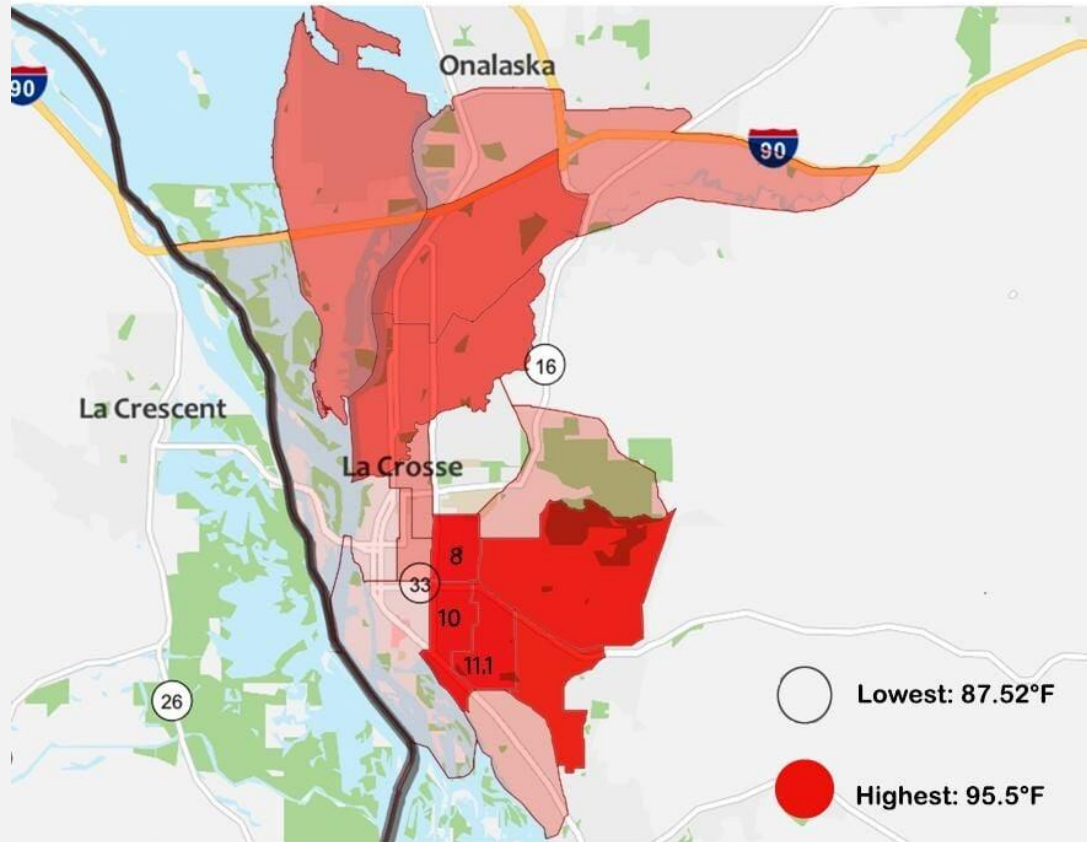 Onalaska
90
90
16
La Crescent
La Crosse
8
33
10
11.1
26
Lowest: 87.52°F
Highest: 95.5°F